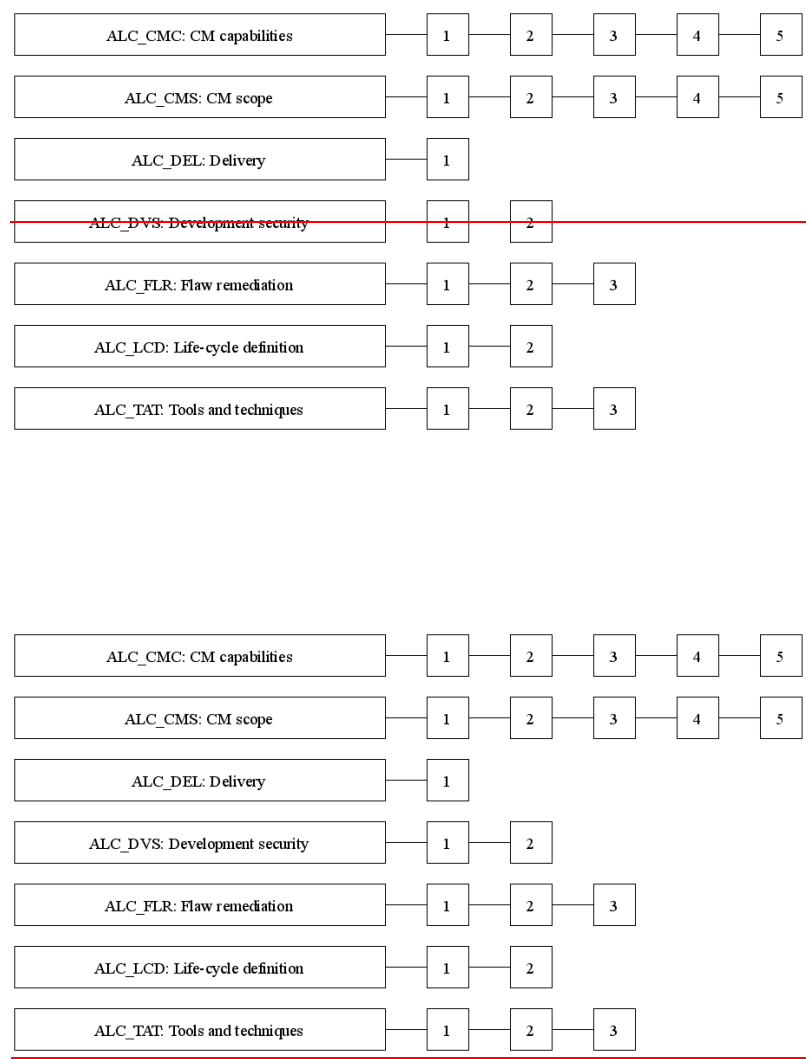 ALC_CMC: CM capabilities 1 2 3 4 5
ALC_CMS: CM scope 1 2 3 4 5
ALC_DEL: Delivery 1
ALC_DVS: Development security 1 2
ALC_FLR: Flaw remediation 1 2 3
ALC_LCD: Life-cycle definition 1 2
ALC_TAT: Tools and techniques 1 2 3
ALC_CMC: CM capabilities 1 2 3 4 5
ALC_CMS: CM scope 1 2 3 4 5
ALC_DEL: Delivery 1
ALC_DVS: Development security 1 2
ALC_FLR: Flaw remediation 1 2 3
ALC_LCD: Life-cycle definition 1 2
ALC_TAT: Tools and techniques 1 2 3